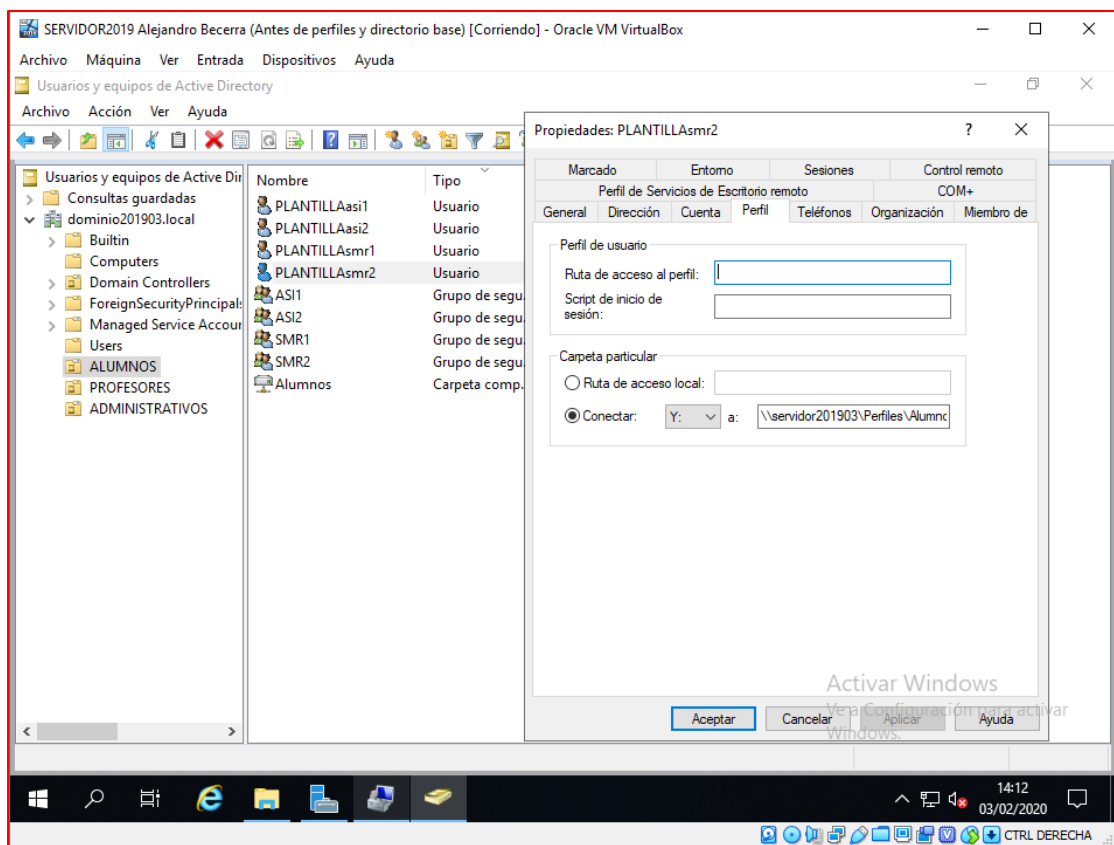 SERVIDOR2019 Alejandro Becerra (Antes de perfiles y directorio base) [Corriendo] - Oracle VM VirtualBox
Archivo Máquina Ver Entrada Dispositivos Ayuda
Usuarios y equipos de Active Directory
Archivo Acción Ver Ayuda
Usuarios y equipos de Active Dir
Consultas guardadas
dominio201903.local
Builtin
Computers
Domain Controllers
ForeignSecurityPrincipal
Managed Service Accour
Users
ALUMNOS
PROFESORES
ADMINISTRATIVOS
Nombre Tipo
PLANTILLAasi1 Usuario
PLANTILLAasi2 Usuario
PLANTILLAsmr1 Usuario
PLANTILLAsmr2 Usuario
ASI1 Grupo de segu
ASI2 Grupo de segu.
SMR1 Grupo de segu
SMR2 Grupo de segu
Alumnos Carpeta comp.
Propiedades: PLANTILLAsmr2 ? X
Marcado Entorno Sesiones Control remoto
Perfil de Servicios de Escritorio remoto COM+
General Dirección Cuenta Perfil Teléfonos Organización Miembro de
Perfil de usuario
Ruta de acceso al perfil:
Script de inicio de
sesión:
Carpeta particular
Ruta de acceso local:
Conectar: Y: a: \\servidor201903\Perfiles\Alumno
Activar Windows
Ve a Configuración para activar
Windows.
Aceptar Cancelar Aplicar Ayuda
14:12
03/02/2020
CTRL DERECHA